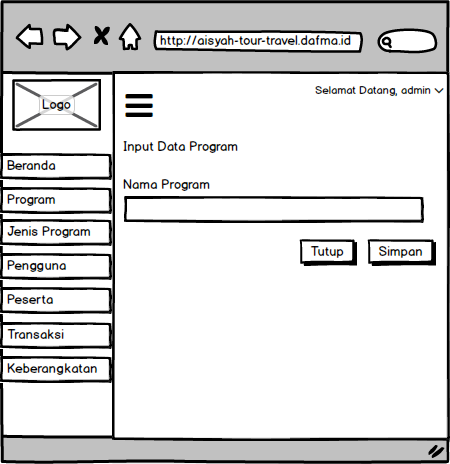 http://aisyah-tour-travel.dafma.id
Logo
Selamat Datang, admin
Input Data Program
Beranda
Nama Program
Program
Jenis Program
Tutup
Simpan
Pengguna
Peserta
Transaksi
Keberangkatan